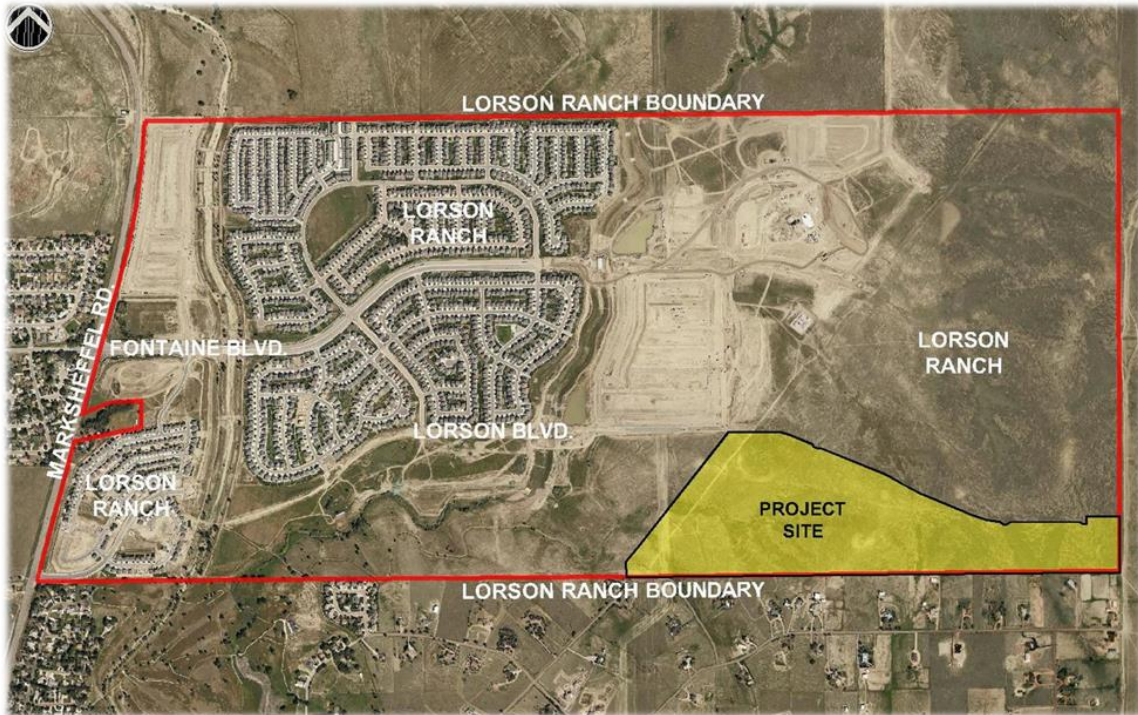 LORSON RANCH BOUNDARY
LORSON
RANCH
MARKSHEFFEL RD.
FONTAINE BLVD.
LORSON
RANCH
LORSON BLVD.
LORSON
RANCH
PROJECT
SITE
LORSON RANCH BOUNDARY